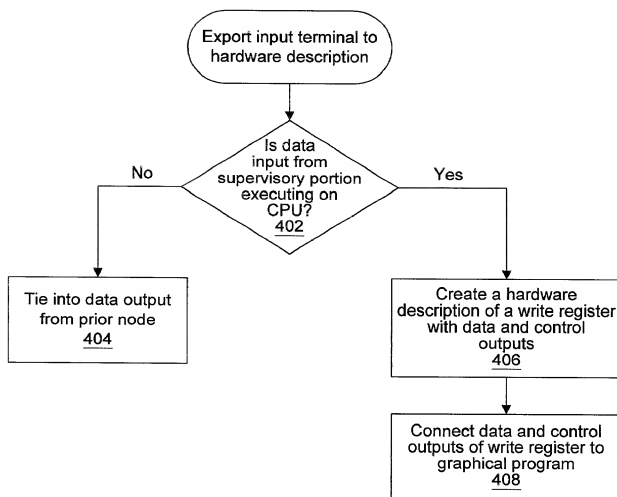 Export input terminal to
hardware description
Is data
input from
supervisory portion
executing on
CPU?
402
No
Yes
Tie into data output
from prior node
404
Create a hardware
description of a write register
with data and control
outputs
406
Connect data and control
outputs of write register to
graphical program
408